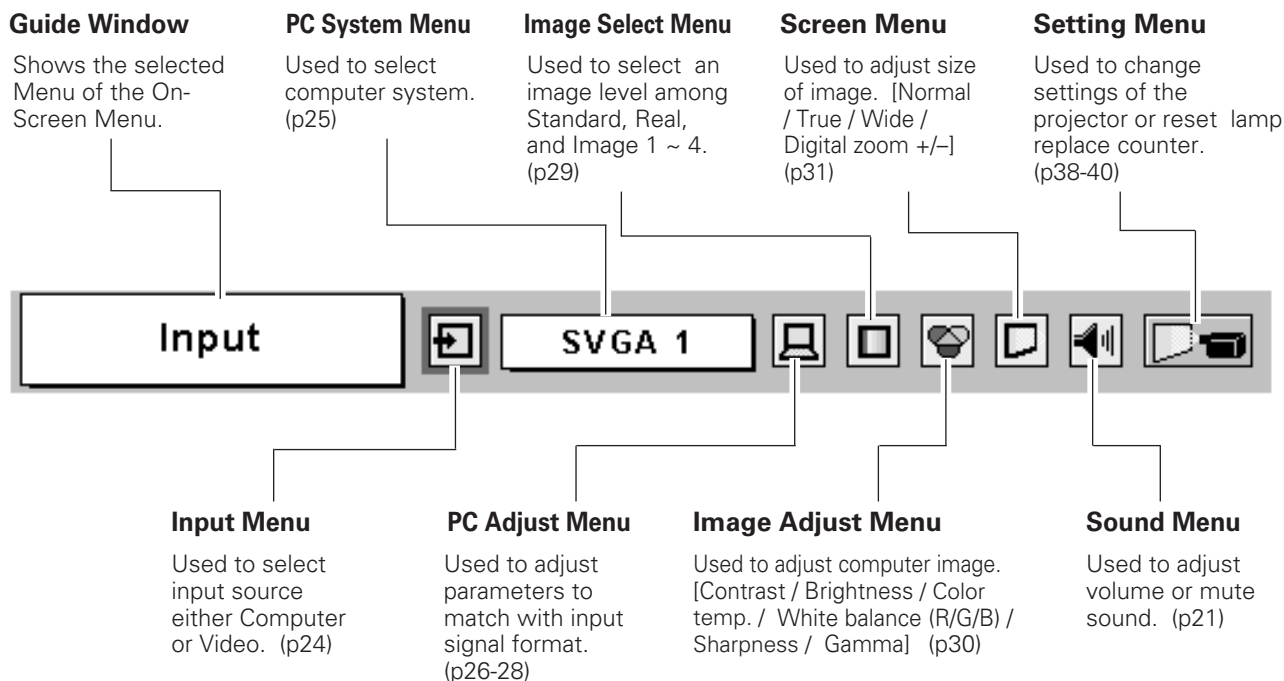 Guide Window
Shows the selected
Menu of the On-
Screen Menu.
PC System Menu
Used to select
computer system.
(p25)
Image Select Menu
Used to select an
image level among
Standard, Real,
and Image 1 ~ 4.
(p29)
Screen Menu
Used to adjust size
of image. [Normal
/ True / Wide /
Digital zoom +/–]
(p31)
Setting Menu
Used to change
settings of the
projector or reset lamp
replace counter.
(p38-40)
Input
SVGA 1
Input Menu
Used to select
input source
either Computer
or Video. (p24)
PC Adjust Menu
Used to adjust
parameters to
match with input
signal format.
(p26-28)
Image Adjust Menu
Used to adjust computer image.
[Contrast / Brightness / Color
temp. / White balance (R/G/B) /
Sharpness / Gamma] (p30)
Sound Menu
Used to adjust
volume or mute
sound. (p21)